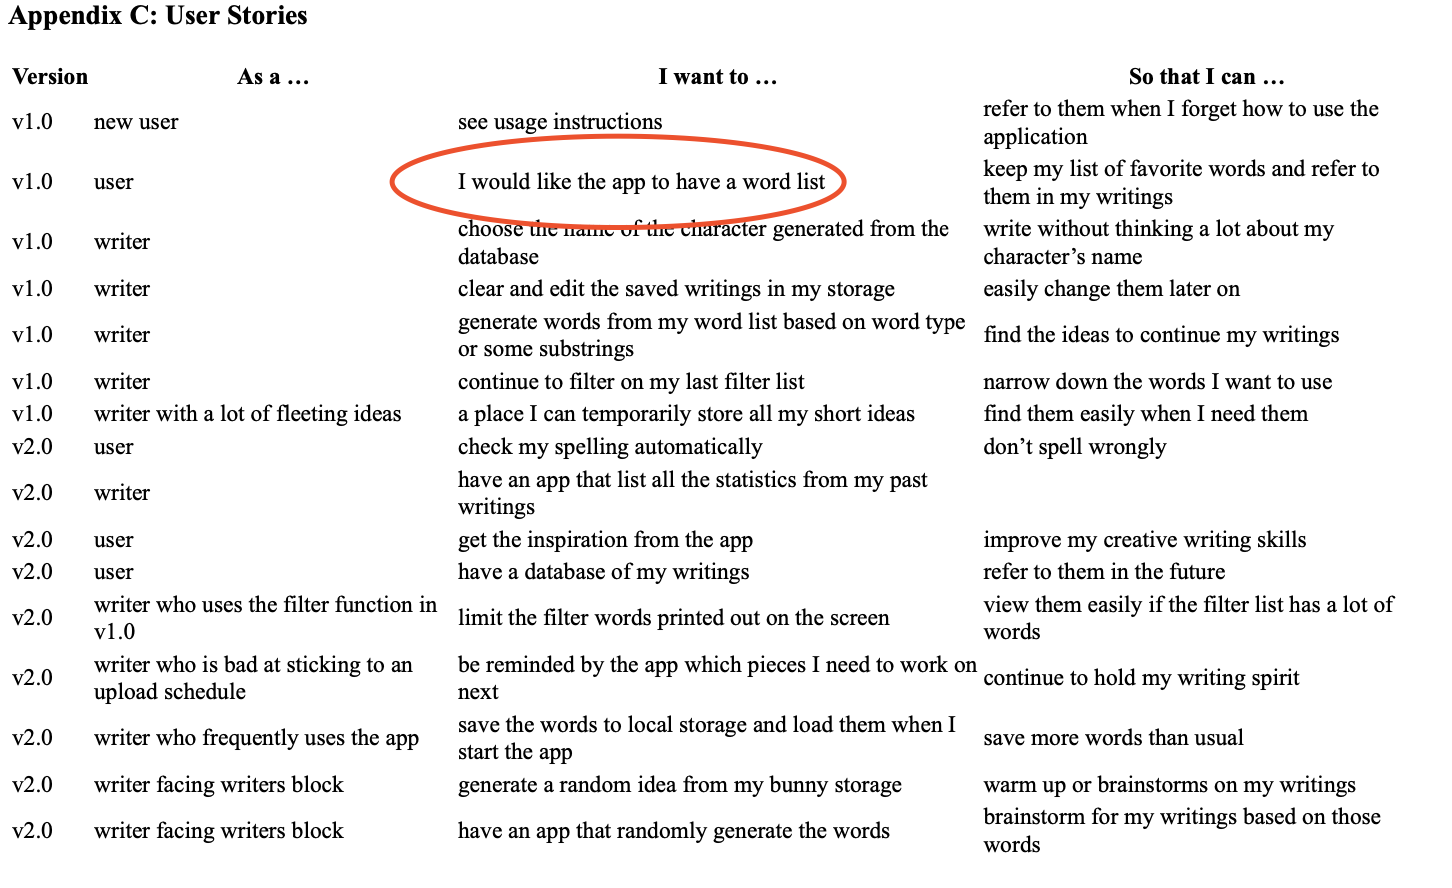 Appendix C: User Stories
Version As a … I want to … So that I can …
v1.0 new user see usage instructions refer to them when I forget how to use the
application
v1.0 user I would like the app to have a word list keep my list of favorite words and refer to
them in my writings
v1.0 writer choose the name of the character generated from the
database write without thinking a lot about my
character’s name
v1.0 writer clear and edit the saved writings in my storage easily change them later on
v1.0 writer generate words from my word list based on word type
or some substrings find the ideas to continue my writings
v1.0 writer continue to filter on my last filter list narrow down the words I want to use
v1.0 writer with a lot of fleeting ideas a place I can temporarily store all my short ideas find them easily when I need them
v2.0 user check my spelling automatically don’t spell wrongly
v2.0 writer have an app that list all the statistics from my past
writings
v2.0 user get the inspiration from the app improve my creative writing skills
v2.0 user have a database of my writings refer to them in the future
v2.0 writer who uses the filter function in
v1.0 limit the filter words printed out on the screen view them easily if the filter list has a lot of
words
v2.0 writer who is bad at sticking to an
upload schedule be reminded by the app which pieces I need to work on
next continue to hold my writing spirit
v2.0 writer who frequently uses the app save the words to local storage and load them when I
start the app save more words than usual
v2.0 writer facing writers block generate a random idea from my bunny storage warm up or brainstorms on my writings
v2.0 writer facing writers block have an app that randomly generate the words brainstorm for my writings based on those
words